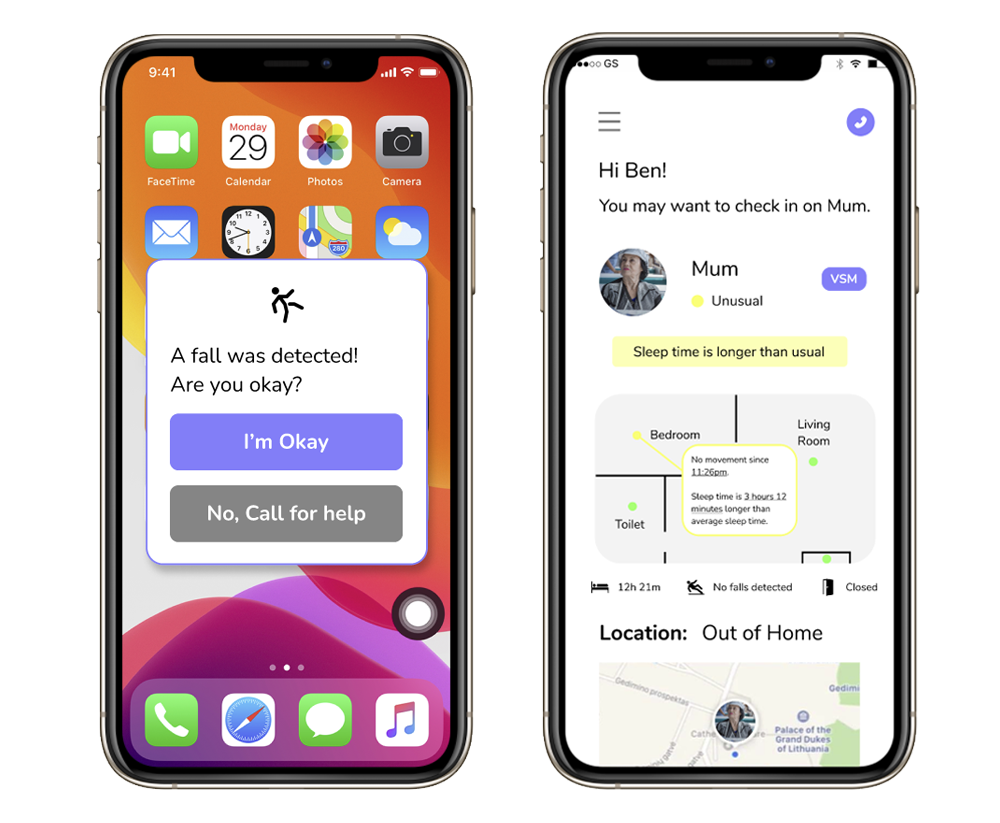 9:41
Monday
29
FaceTime
Calendar
Photos
Camera
12
280
A fall was detected!
Are you okay?
I'm Okay
No, Call for help
GS
Hi Ben!
You may want to check in on Mum.
Mum
VSM
Unusual
Sleep time is longer than usual
Bedroom
Living
Room
No movement since
11:26pm.
Sleep time is 3 hours 12
minutes longer than
average sleep time.
Toilet
12h 21m
No falls detected
Closed
Location: Out of Home
Gedimino prospektas
Gedimi
Palace of the
Grand Dukes
of Lithuania
gatvė